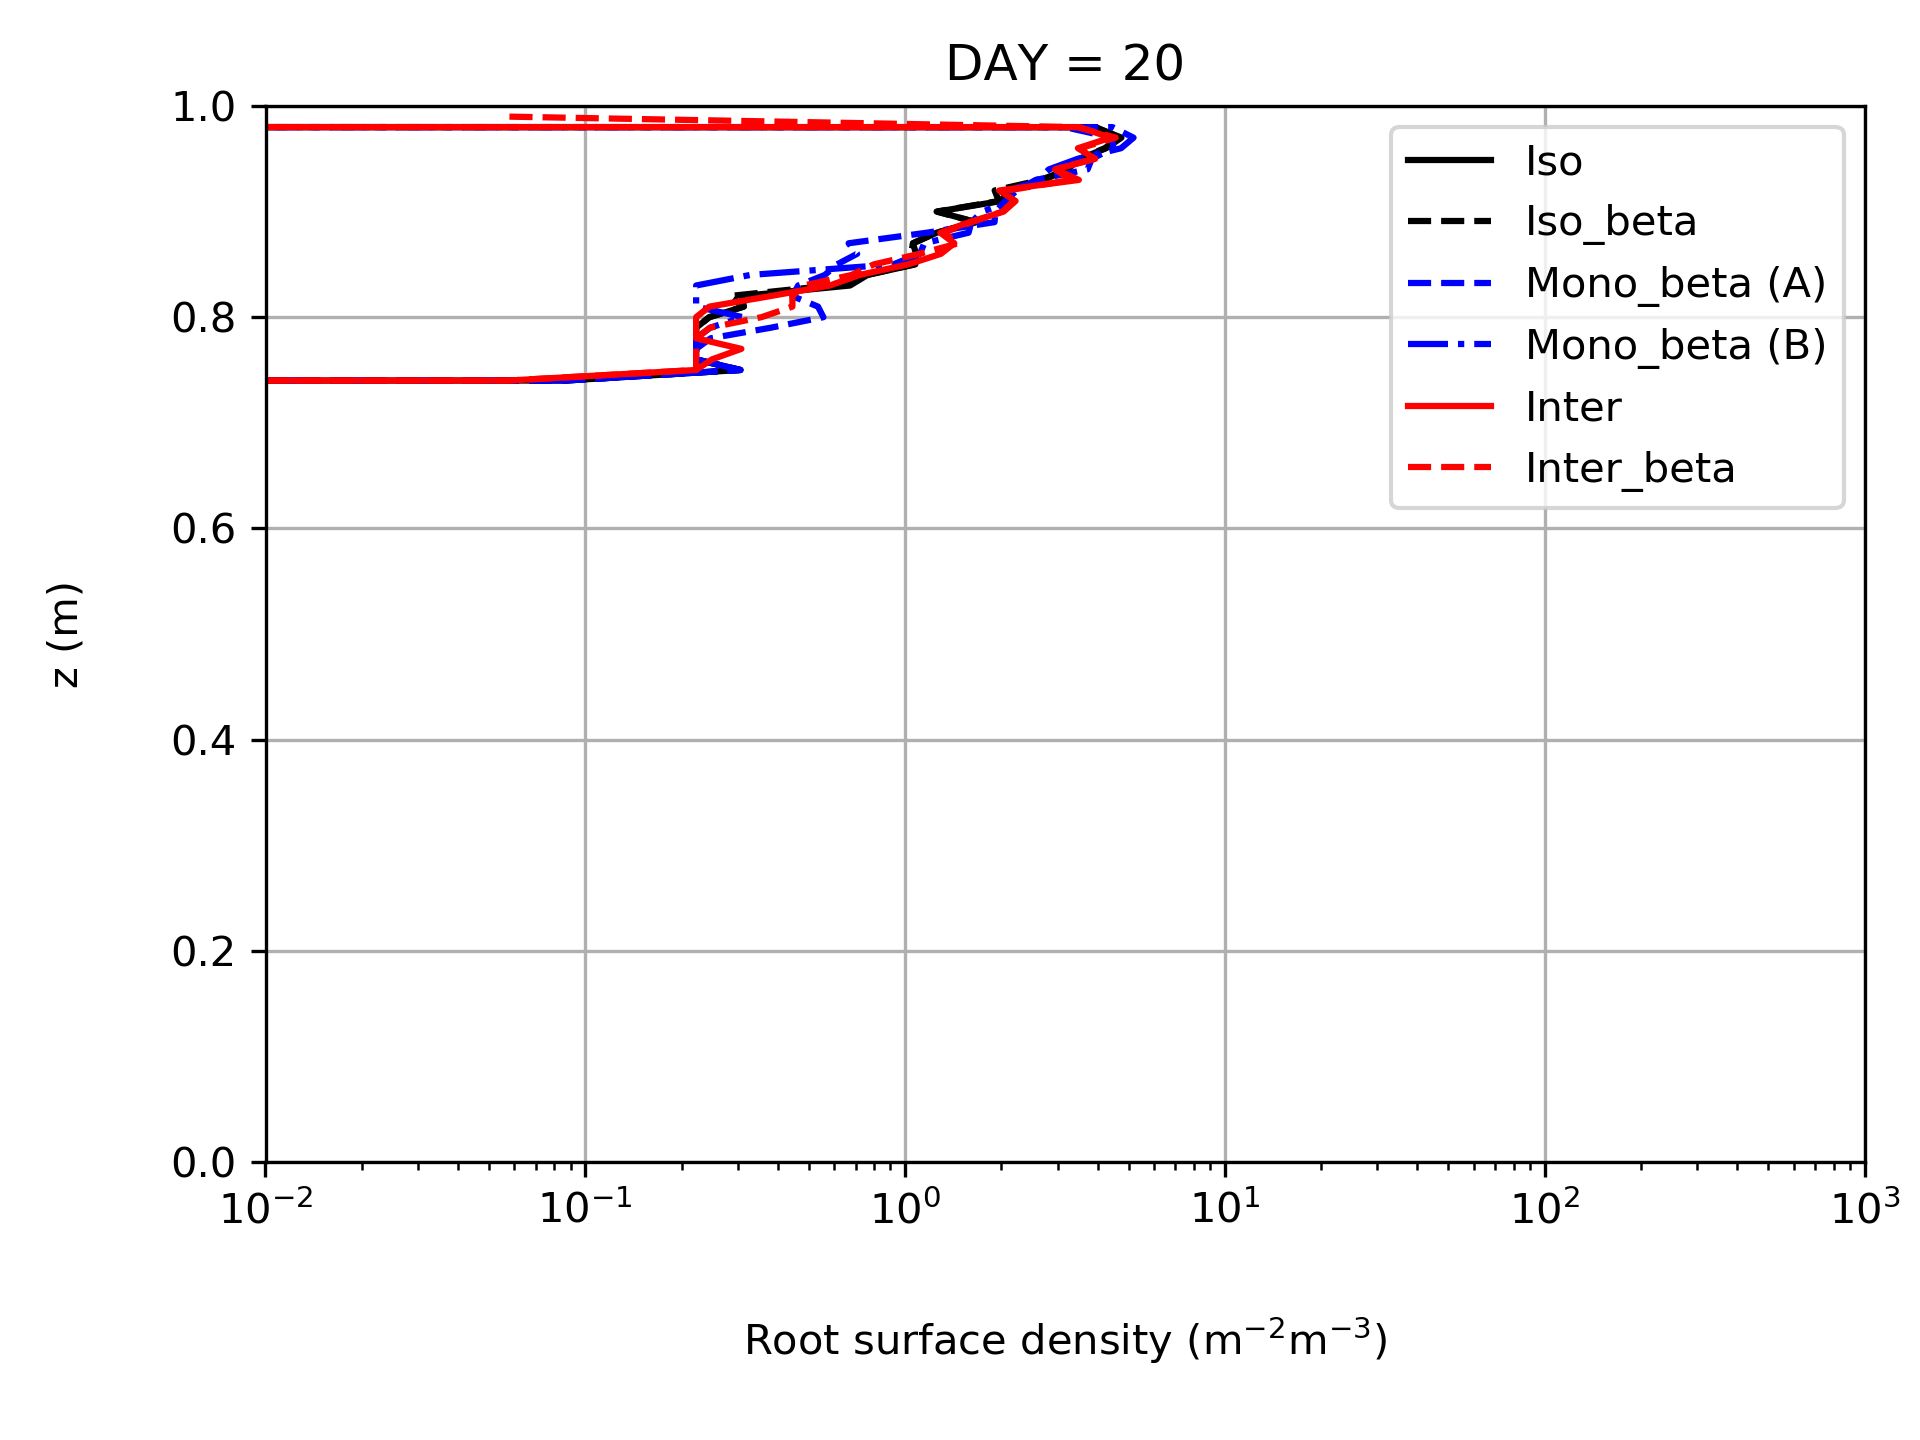 DAY = 20
1.0
0.8
0.6
0.4
0.2
0.0
z (m)
10⁻² 10⁻¹ 10⁰ 10¹ 10² 10³
Root surface density (m⁻²m⁻³)
Iso
Iso_beta
Mono_beta (A)
Mono_beta (B)
Inter
Inter_beta